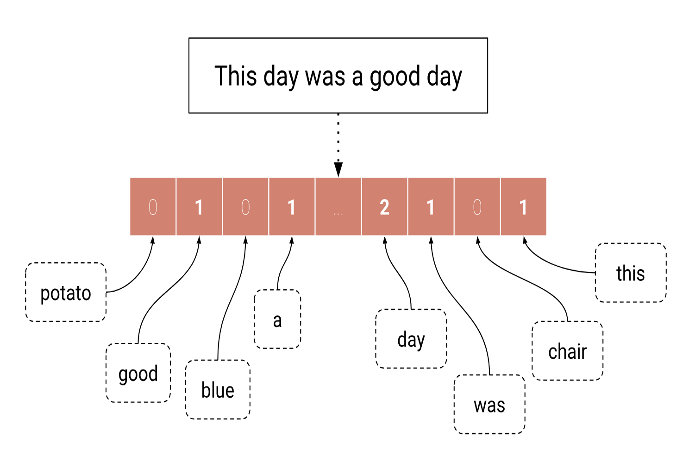 This day was a good day
0 1 0 1 ... 2 1 0 1
this
potato
a
day
chair
good
blue
was